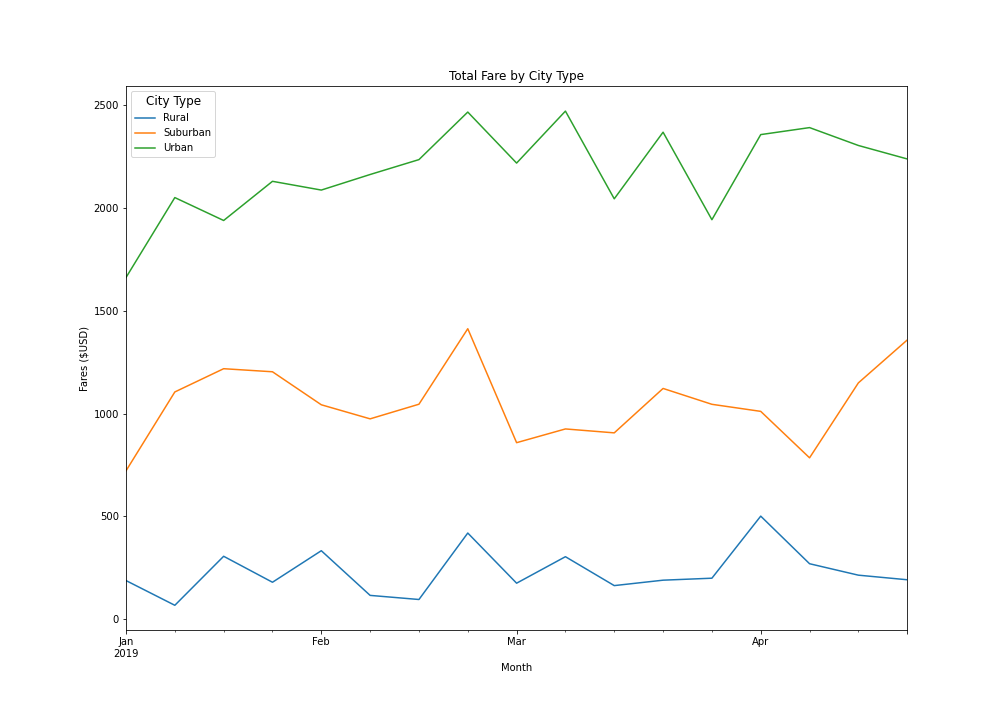 Total Fare by City Type
City Type
Rural
Suburban
Urban
2500
2000
1500
1000
500
0
Fares ($USD)
Jan
2019
Feb
Mar
Apr
Month